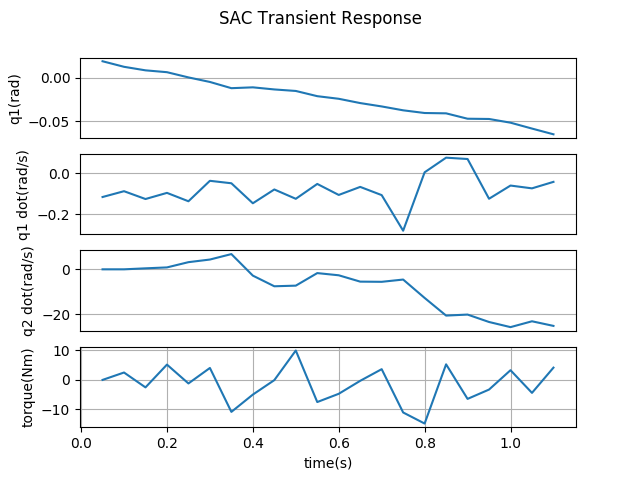 SAC Transient Response
0.00
−0.05
q1(rad)
0.0
−0.2
q1 dot(rad/s)
0
−20
q2 dot(rad/s)
10
0
−10
torque(Nm)
0.0 0.2 0.4 0.6 0.8 1.0
time(s)